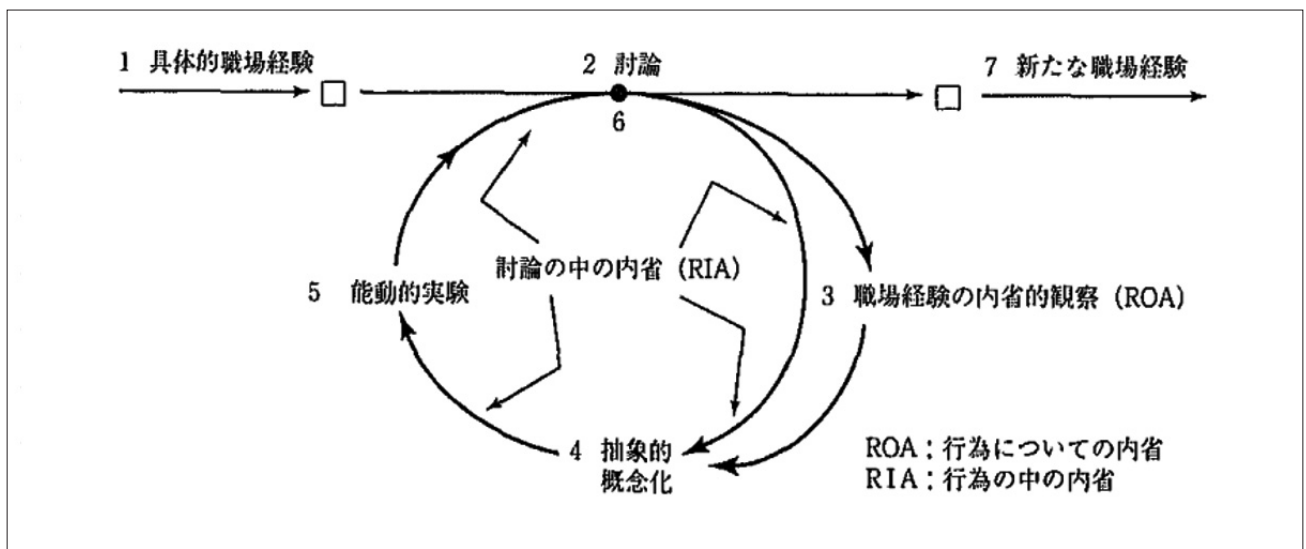 1 具体的職場経験
2 討論
7 新たな職場経験
6
討論の中の内省（RIA）
5 能動的実験
3 職場経験の内省的観察（ROA）
4 抽象的
概念化
ROA：行為についての内省
RIA：行為の中の内省